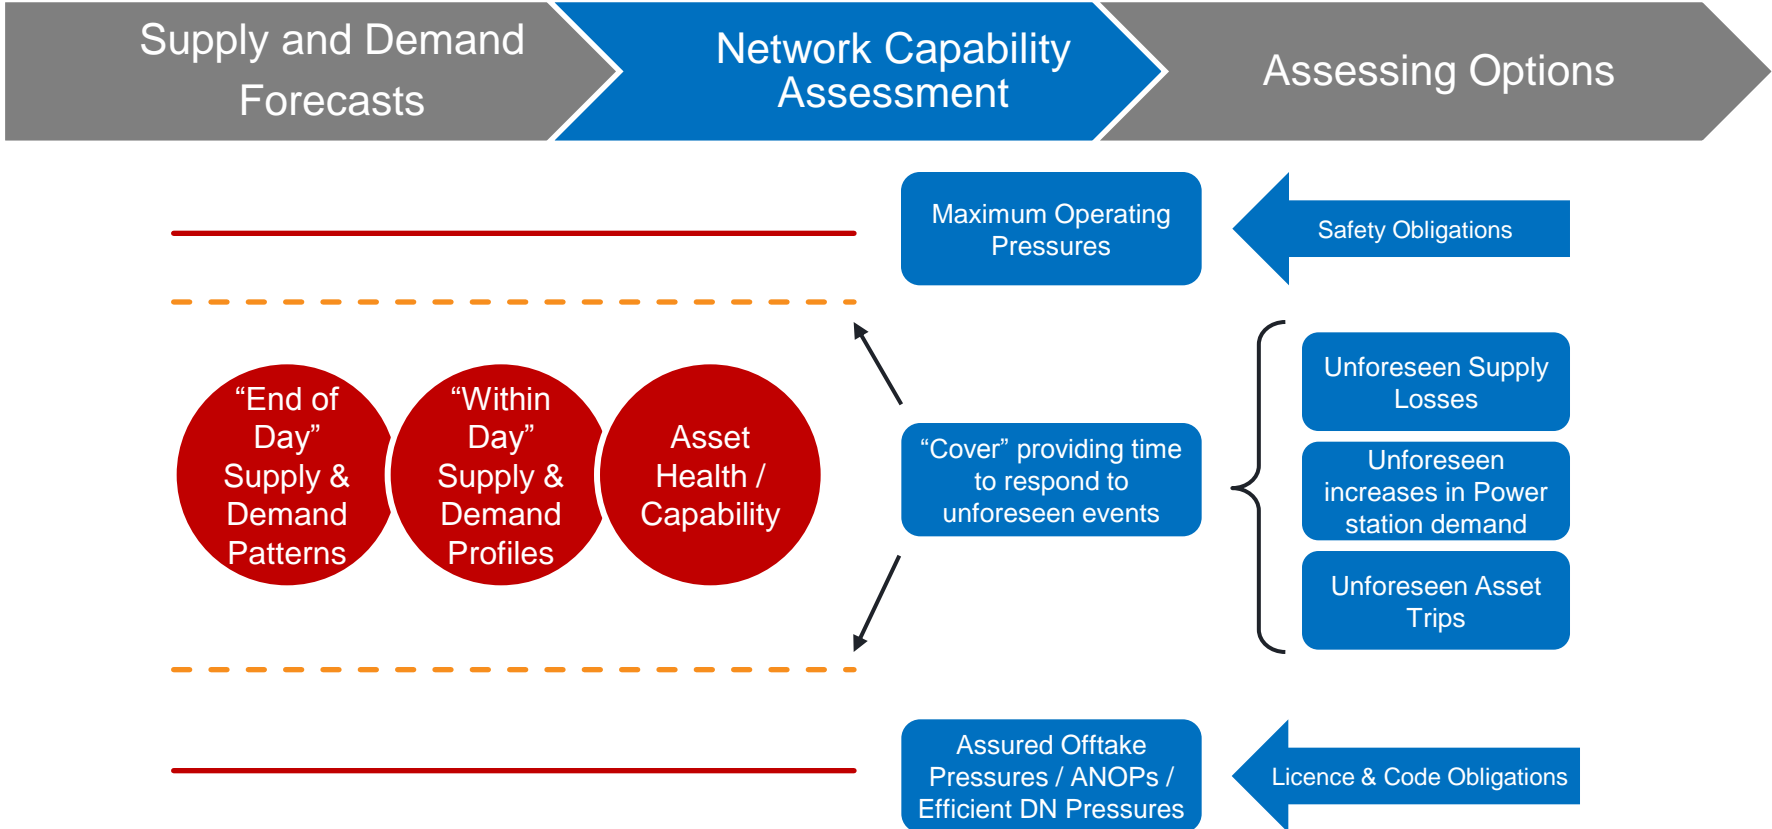 Supply and Demand
Forecasts
Network Capability
Assessment
Assessing Options
Maximum Operating
Pressures
Safety Obligations
“End of
Day”
Supply &
Demand
Patterns
“Within
Day”
Supply &
Demand
Profiles
Asset
Health /
Capability
“Cover” providing time
to respond to
unforeseen events
Unforeseen Supply
Losses
Unforeseen
increases in Power
station demand
Unforeseen Asset
Trips
Assured Offtake
Pressures / ANOPs /
Efficient DN Pressures
Licence & Code Obligations